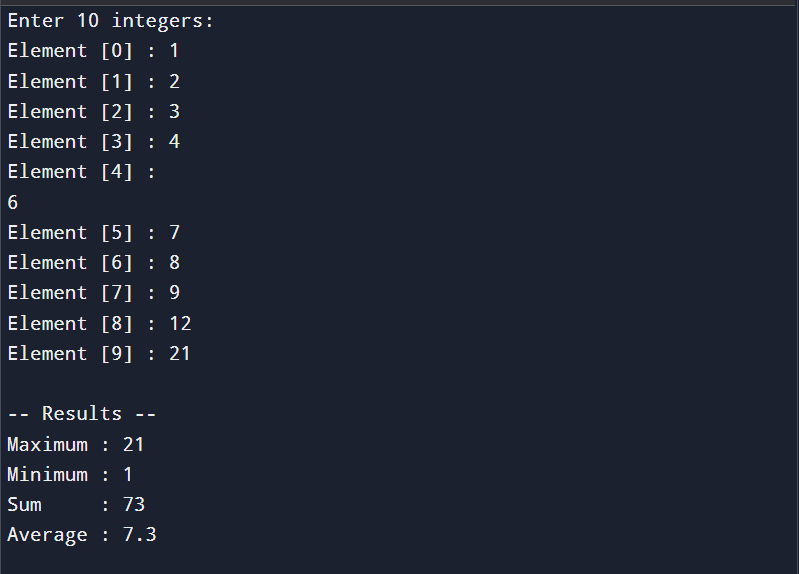 Enter 10 integers:
Element [0] : 1
Element [1] : 2
Element [2] : 3
Element [3] : 4
Element [4] :
6
Element [5] : 7
Element [6] : 8
Element [7] : 9
Element [8] : 12
Element [9] : 21

-- Results --
Maximum : 21
Minimum : 1
Sum     : 73
Average : 7.3